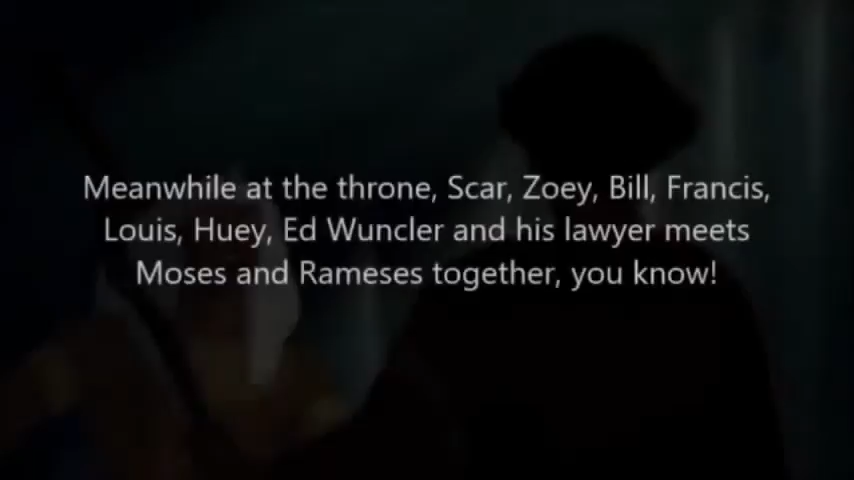 Meanwhile at the throne, Scar, Zoey, Bill, Francis,
Louis, Huey, Ed Wuncler and his lawyer meets
Moses and Rameses together, you know!